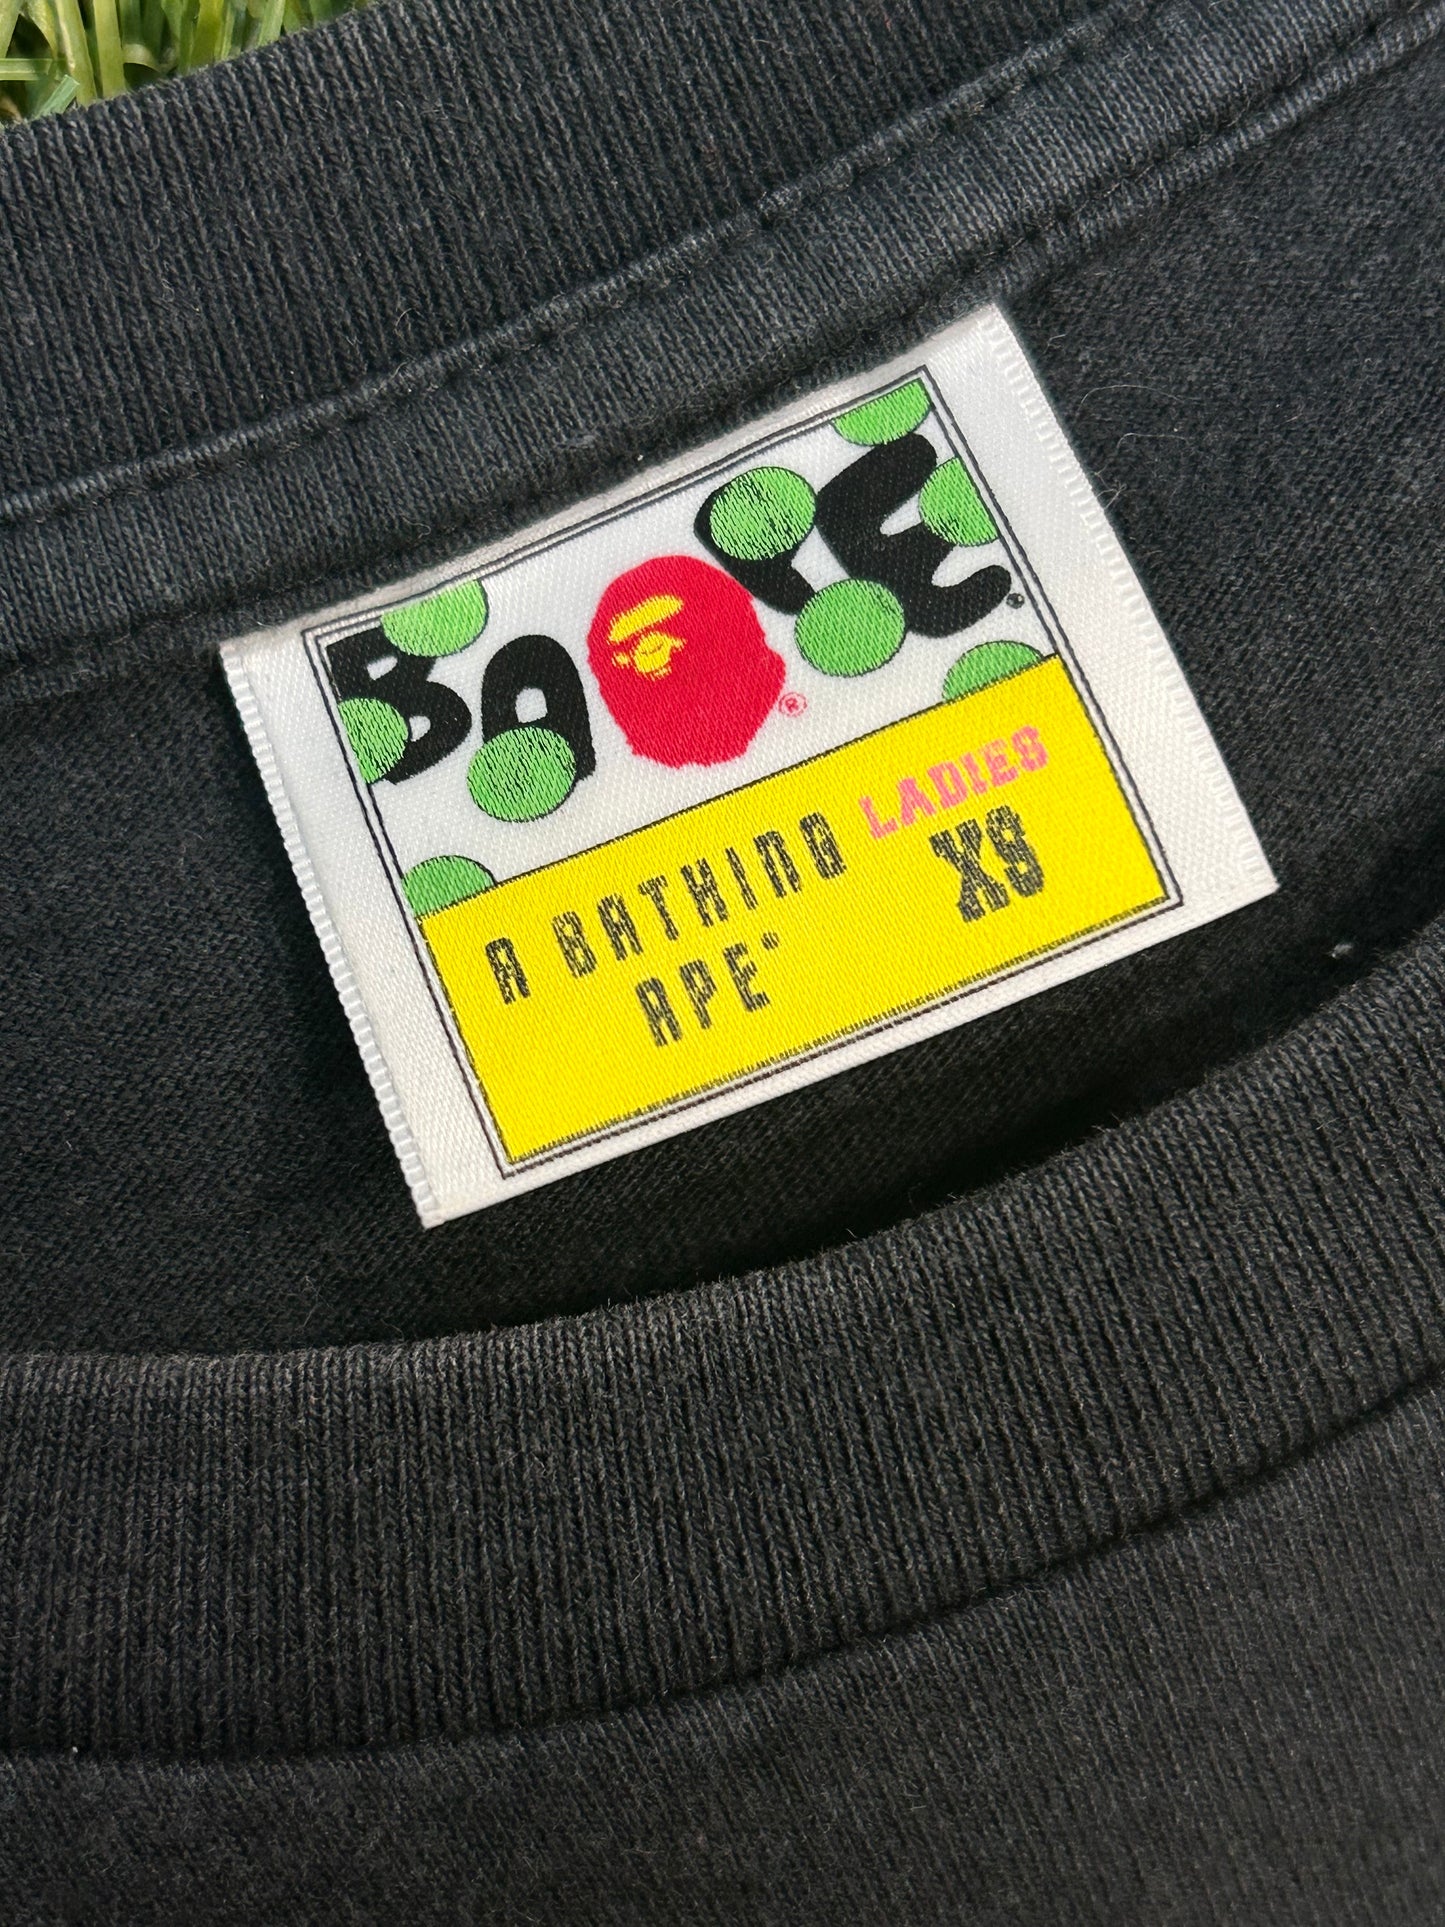 BAPE.
®
LADIES
A BATHING XS
APE®